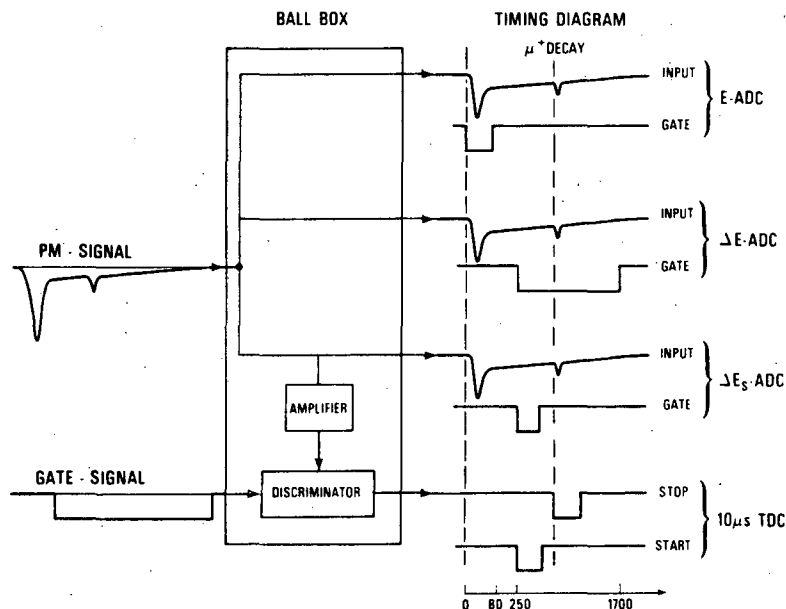 BALL BOX
TIMING DIAGRAM
μ⁺ DECAY
INPUT
E-ADC
GATE
INPUT
ΔE-ADC
GATE
PM - SIGNAL
INPUT
ΔEₛ-ADC
GATE
AMPLIFIER
GATE - SIGNAL
DISCRIMINATOR
STOP
10μs TDC
START
0 80 250 1700